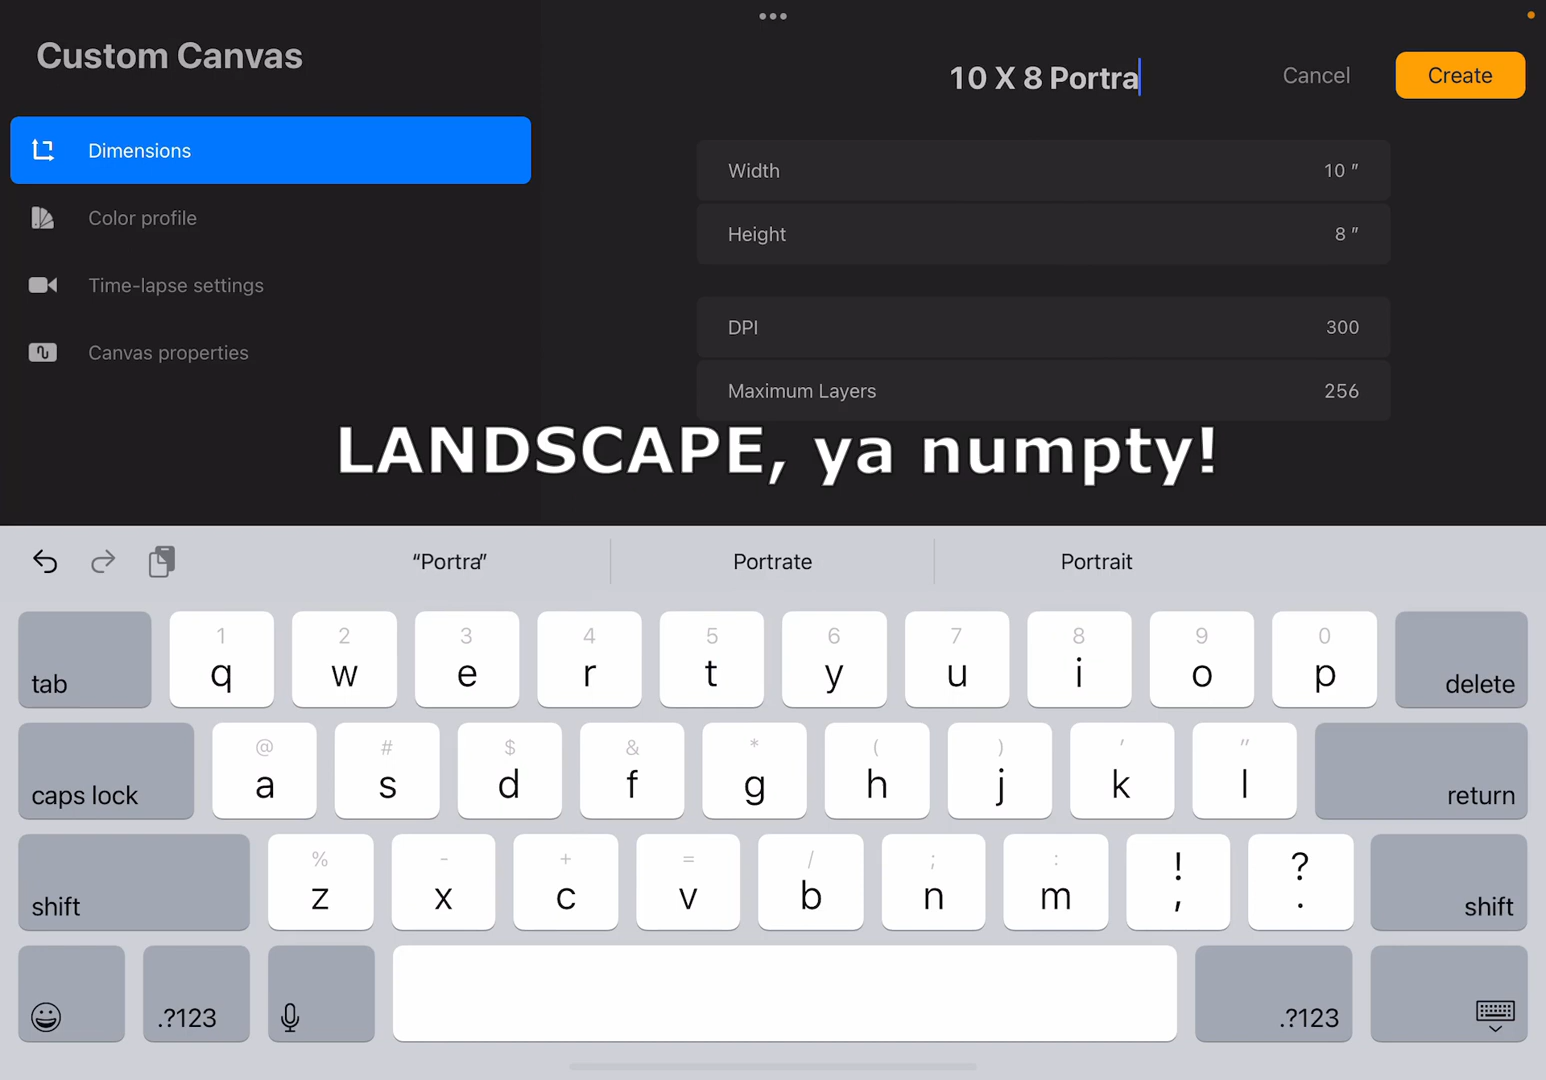 Custom Canvas
10 X 8 Portra
Cancel
Create
Dimensions
Color profile
Time-lapse settings
Canvas properties
Width 10 ″
Height 8 ″
DPI 300
Maximum Layers 256
LANDSCAPE, ya numpty!
“Portra” Portrate Portrait
tab 1 q 2 w 3 e 4 r 5 t 6 y 7 u 8 i 9 o 0 p delete
caps lock @ a # s $ d & f * g ( h ) j ' k " l return
shift % z - x + c = v / b ; n : m ! , ? . shift
.?123 .?123